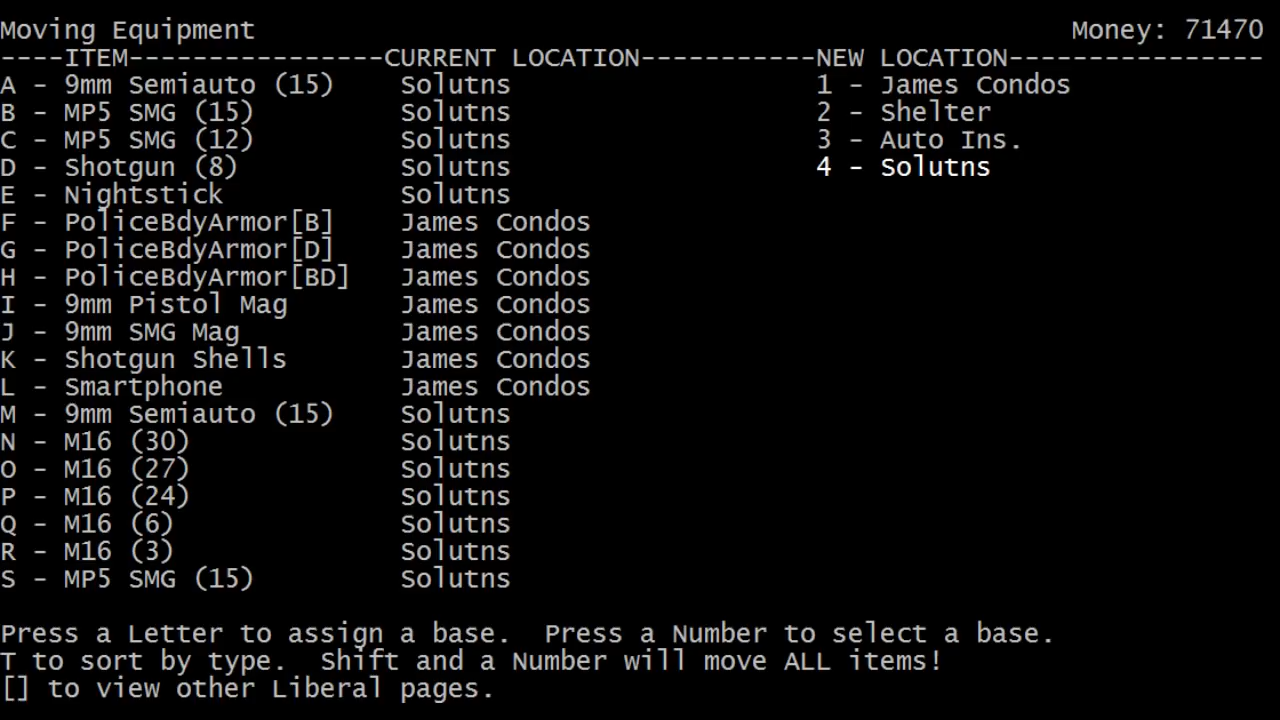 Moving Equipment Money: 71470
----ITEM----------------CURRENT LOCATION-----------NEW LOCATION----------------
A - 9mm Semiauto (15) Solutns 1 - James Condos
B - MP5 SMG (15) Solutns 2 - Shelter
C - MP5 SMG (12) Solutns 3 - Auto Ins.
D - Shotgun (8) Solutns 4 - Solutns
E - Nightstick Solutns
F - PoliceBdyArmor[B] James Condos
G - PoliceBdyArmor[D] James Condos
H - PoliceBdyArmor[BD] James Condos
I - 9mm Pistol Mag James Condos
J - 9mm SMG Mag James Condos
K - Shotgun Shells James Condos
L - Smartphone James Condos
M - 9mm Semiauto (15) Solutns
N - M16 (30) Solutns
O - M16 (27) Solutns
P - M16 (24) Solutns
Q - M16 (6) Solutns
R - M16 (3) Solutns
S - MP5 SMG (15) Solutns
Press a Letter to assign a base. Press a Number to select a base.
T to sort by type. Shift and a Number will move ALL items!
[] to view other Liberal pages.